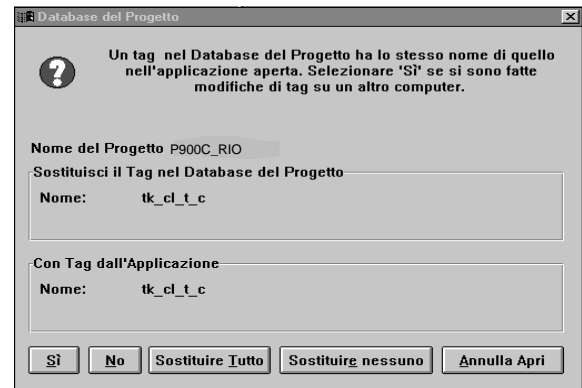 Database del Progetto
Un tag nel Database del Progetto ha lo stesso nome di quello
nell'applicazione aperta. Selezionare 'Sì' se si sono fatte
modifiche di tag su un altro computer.
Nome del Progetto P900C_RIO
Sostituisci il Tag nel Database del Progetto
Nome: tk_cl_t_c
Con Tag dall'Applicazione
Nome: tk_cl_t_c
Sì No Sostituire Tutto Sostituire nessuno Annulla Apri